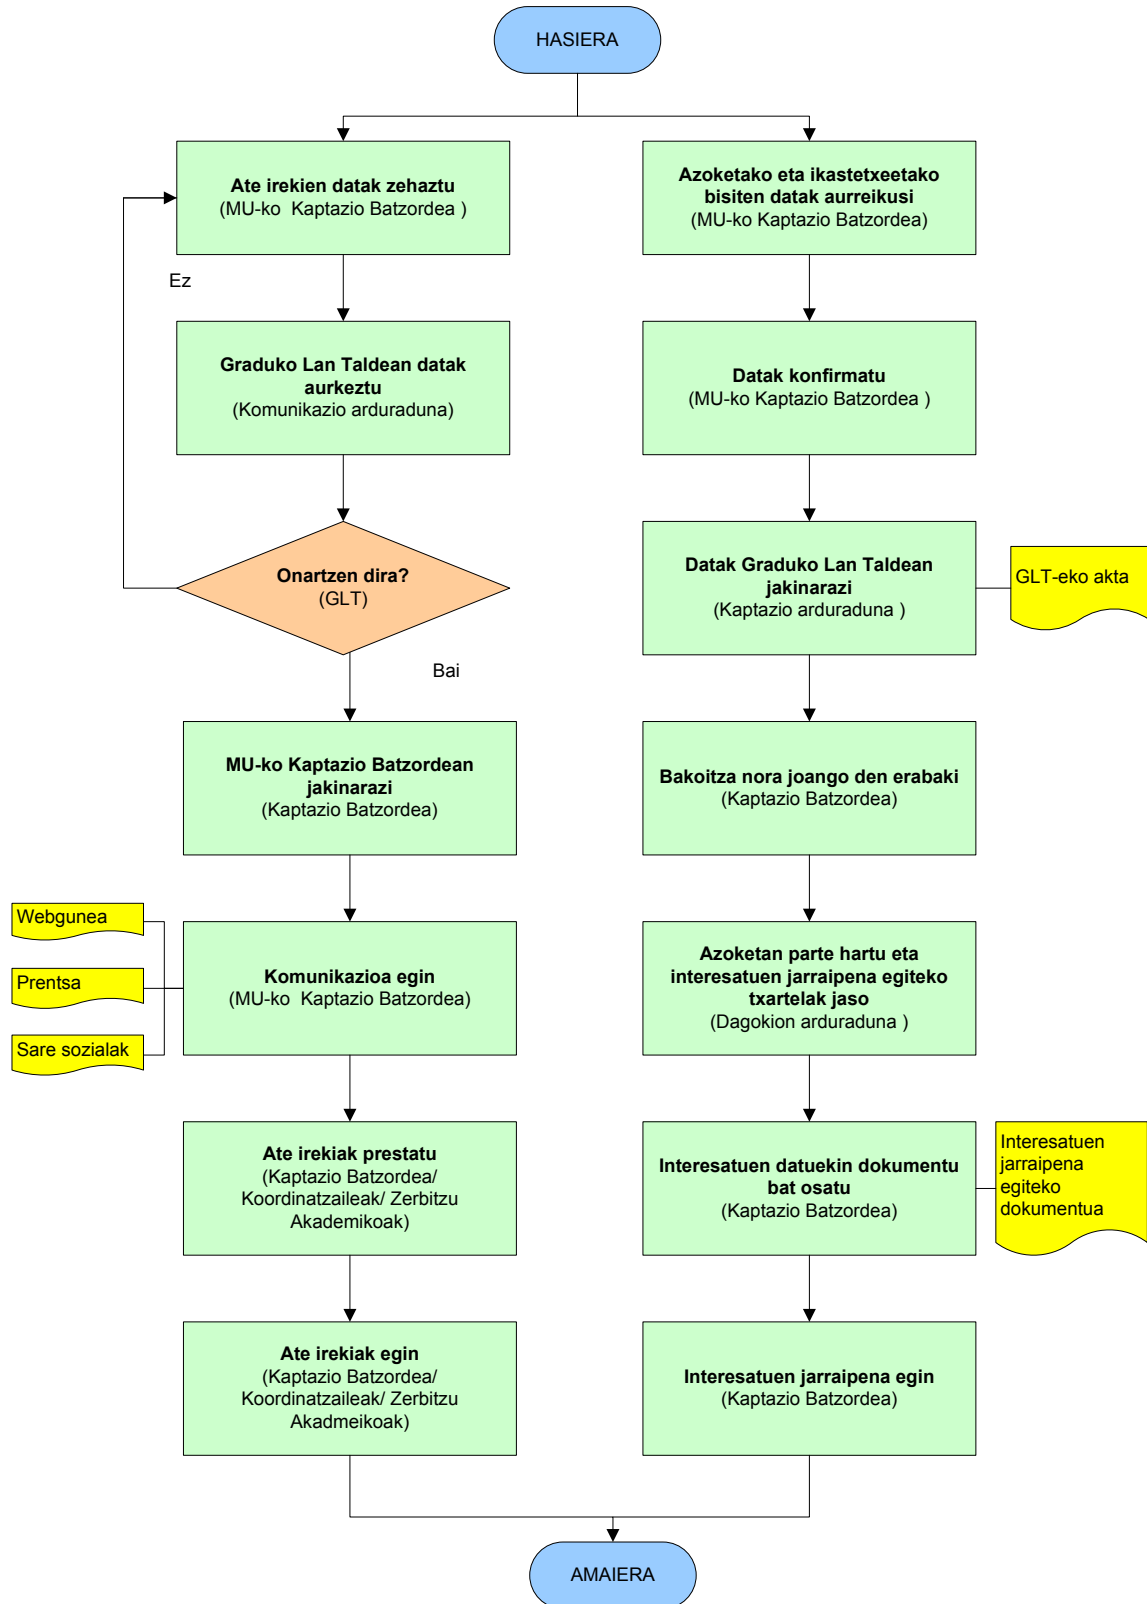 HASIERA
Ate irekien datak zehaztu
(MU-ko Kaptazio Batzordea )
Azoketako eta ikastetxeetako
bisiten datak aurreikusi
(MU-ko Kaptazio Batzordea)
Ez
Graduko Lan Taldean datak
aurkeztu
(Komunikazio arduraduna)
Datak konfirmatu
(MU-ko Kaptazio Batzordea )
Onartzen dira?
(GLT)
Datak Graduko Lan Taldean
jakinarazi
(Kaptazio arduraduna )
GLT-eko akta
Bai
MU-ko Kaptazio Batzordean
jakinarazi
(Kaptazio Batzordea)
Bakoitza nora joango den erabaki
(Kaptazio Batzordea)
Webgunea
Prentsa
Sare sozialak
Komunikazioa egin
(MU-ko Kaptazio Batzordea)
Azoketan parte hartu eta
interesatuen jarraipena egiteko
txartelak jaso
(Dagokion arduraduna )
Ate irekiak prestatu
(Kaptazio Batzordea/
Koordinatzaileak/ Zerbitzu
Akademikoak)
Interesatuen datuekin dokumentu
bat osatu
(Kaptazio Batzordea)
Interesatuen
jarraipena
egiteko
dokumentua
Ate irekiak egin
(Kaptazio Batzordea/
Koordinatzaileak/ Zerbitzu
Akadmeikoak)
Interesatuen jarraipena egin
(Kaptazio Batzordea)
AMAIERA